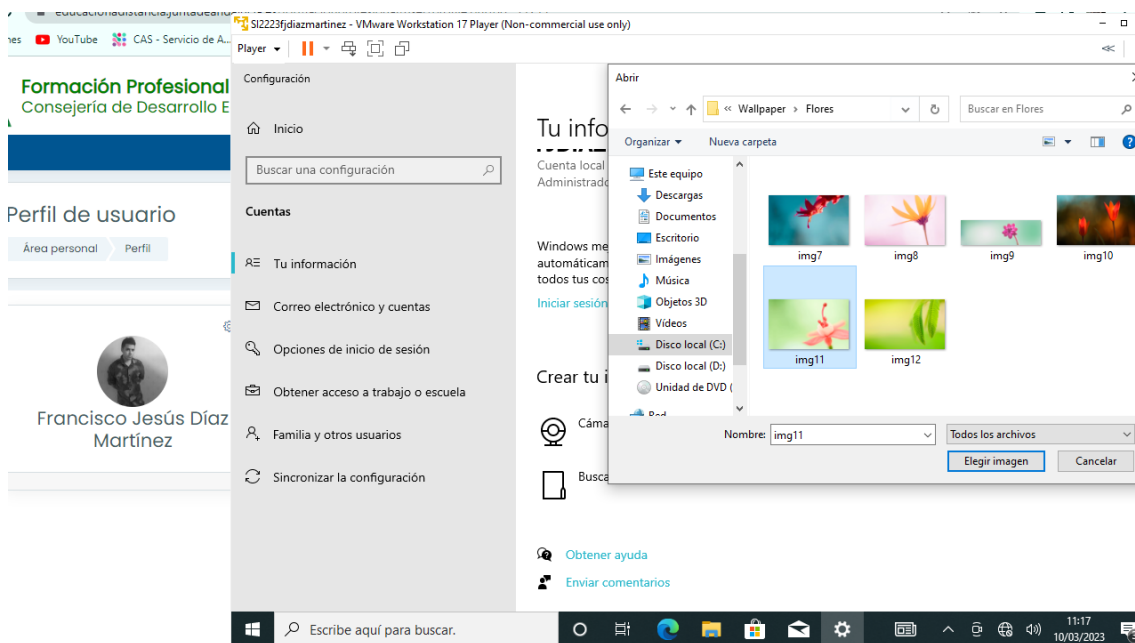 SI2223fjdiazmartinez - VMware Workstation 17 Player (Non-commercial use only)
YouTube
CAS - Servicio de A...
Player
Formación Profesional
Consejería de Desarrollo E
Perfil de usuario
Área personal
Perfil
Francisco Jesús Díaz
Martínez
Configuración
Inicio
Buscar una configuración
Cuentas
Tu información
Correo electrónico y cuentas
Opciones de inicio de sesión
Obtener acceso a trabajo o escuela
Familia y otros usuarios
Sincronizar la configuración
Tu info
Cuenta local
Administrado
Windows me
automáticam
todos tus cos
Iniciar sesión
Crear tu i
Cáma
Busca
Obtener ayuda
Enviar comentarios
Abrir
« Wallpaper > Flores
Buscar en Flores
Organizar
Nueva carpeta
Este equipo
Descargas
Documentos
Escritorio
Imágenes
Música
Objetos 3D
Vídeos
Disco local (C:)
Disco local (D:)
Unidad de DVD (
img7
img8
img9
img10
img11
img12
Nombre:
img11
Todos los archivos
Elegir imagen
Cancelar
Escribe aquí para buscar.
11:17
10/03/2023